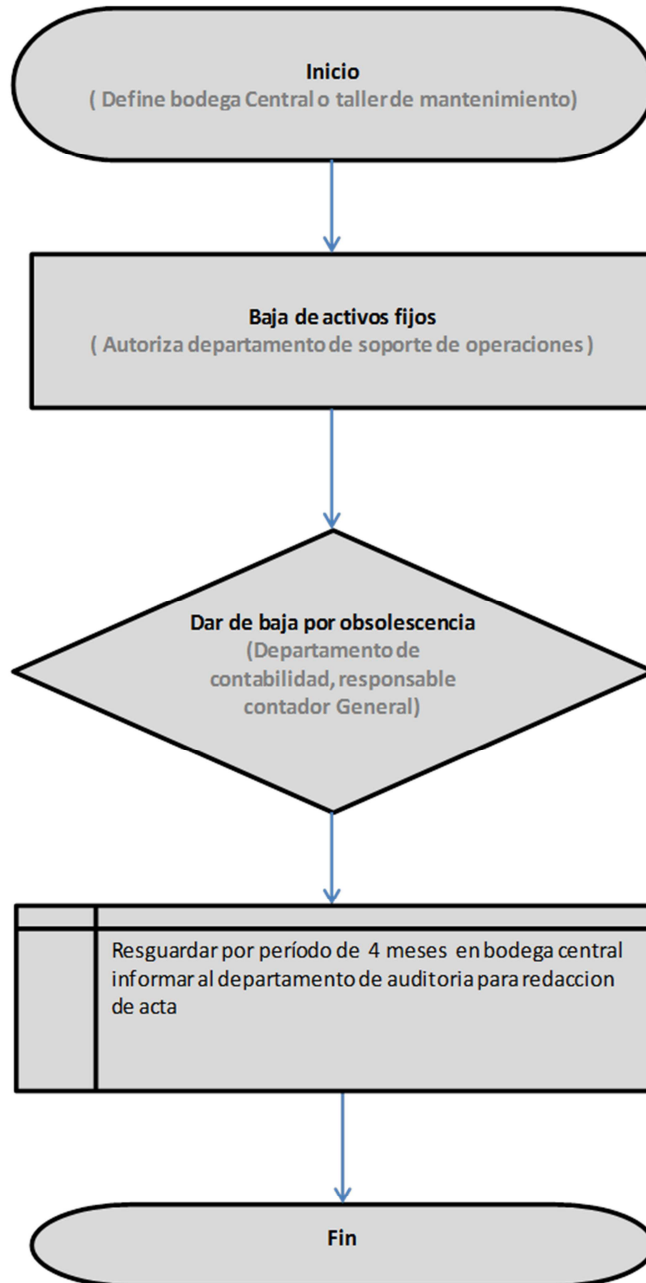 Inicio
( Define bodega Central o taller de mantenimiento)
Baja de activos fijos
( Autoriza departamento de soporte de operaciones )
Dar de baja por obsolescencia
(Departamento de
contabilidad, responsable
contador General)
Resguardar por período de 4 meses en bodega central
informar al departamento de auditoria para redaccion
de acta
Fin